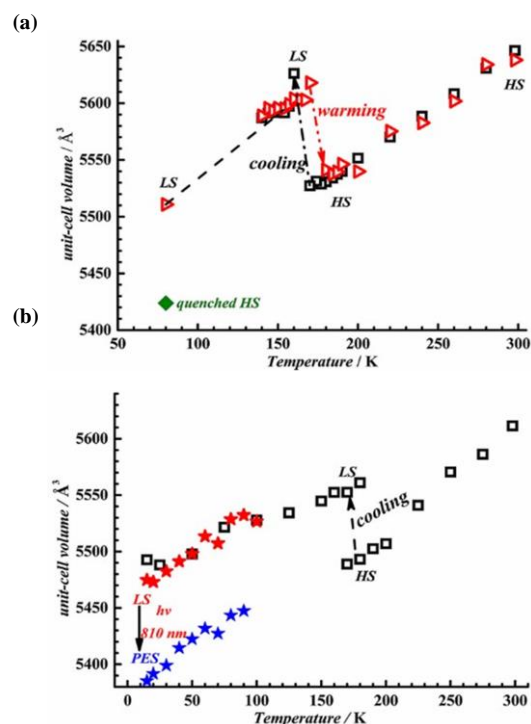 (a)
5650
5600
5550
5500
5450
5400
unit-cell volume / Å³
LS
HS
warming
cooling
LS
HS
quenched HS
50
100
150
200
250
300
Temperature / K
(b)
5600
5550
5500
5450
5400
unit-cell volume / Å³
LS
cooling
HS
LS
hν
810 nm
PES
0
50
100
150
200
250
300
Temperature / K